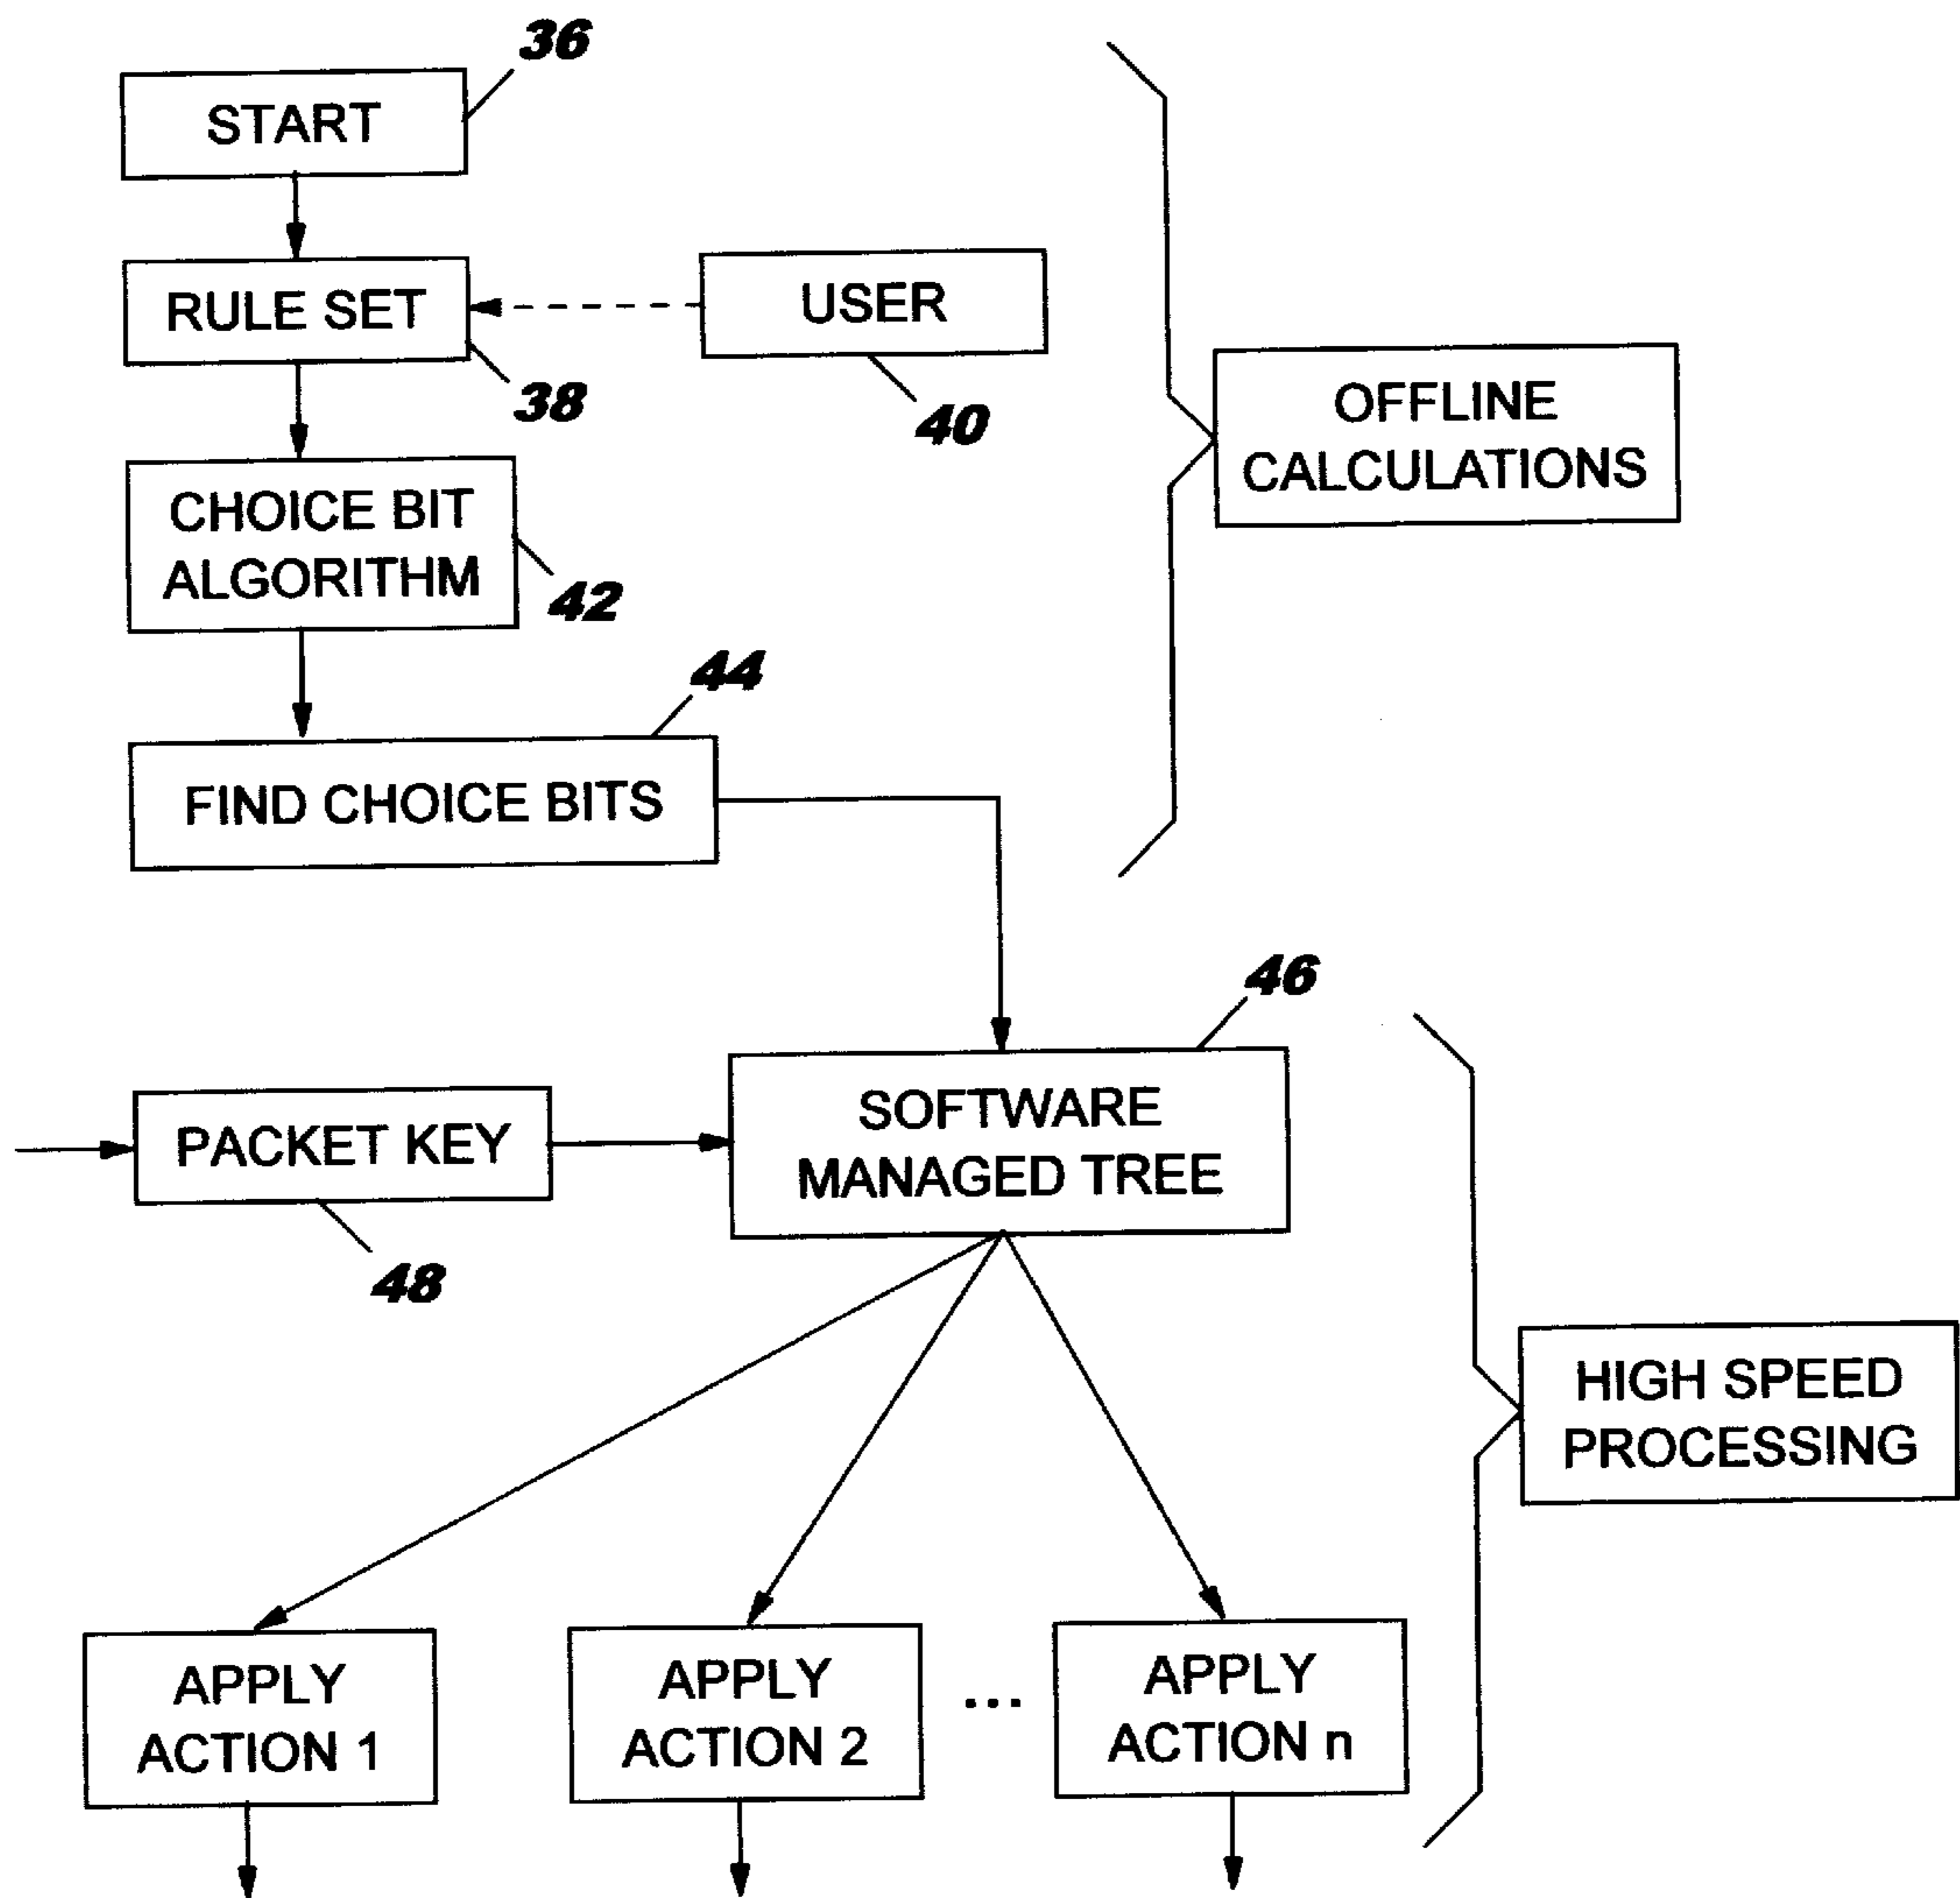 36
START
RULE SET
USER
38
40
OFFLINE
CALCULATIONS
CHOICE BIT
ALGORITHM
42
44
FIND CHOICE BITS
46
SOFTWARE
MANAGED TREE
PACKET KEY
48
HIGH SPEED
PROCESSING
APPLY
ACTION 1
APPLY
ACTION 2
...
APPLY
ACTION n